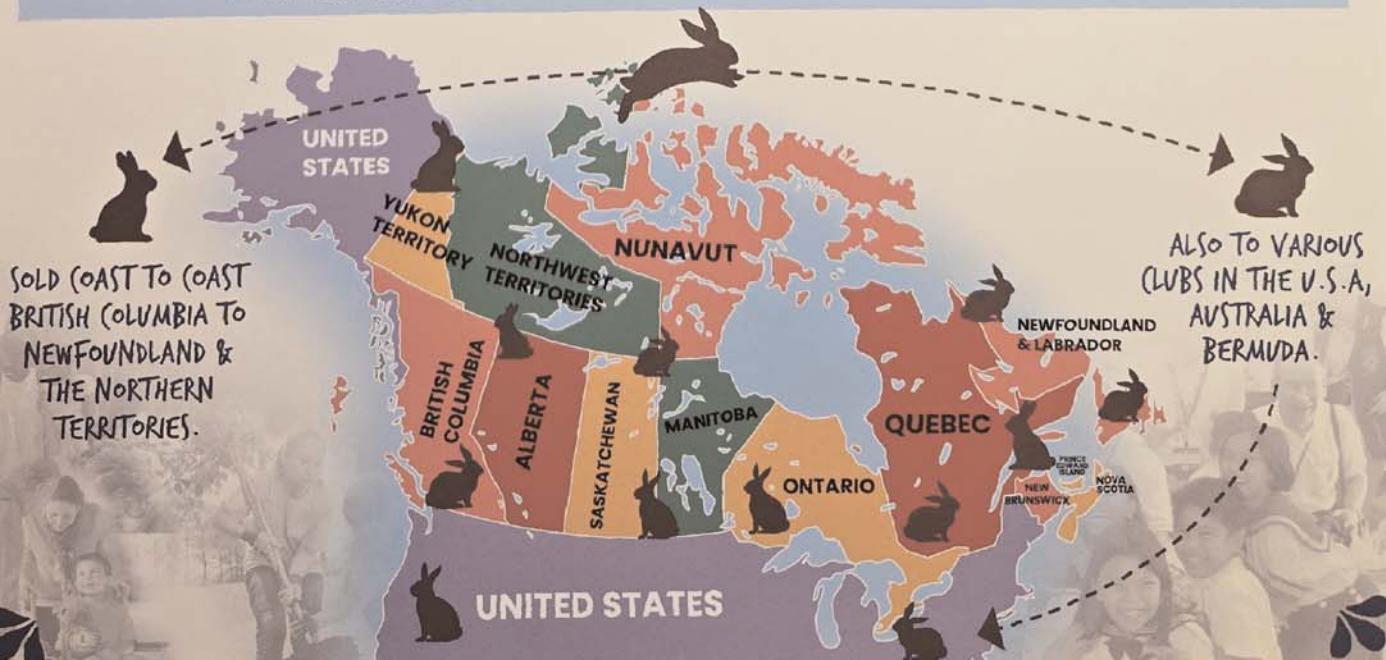 UNITED
STATES
YUKON
TERRITORY
NORTHWEST
TERRITORIES
NUNAVUT
SOLD COAST TO COAST
BRITISH COLUMBIA TO
NEWFOUNDLAND &
THE NORTHERN
TERRITORIES.
ALSO TO VARIOUS
CLUBS IN THE U.S.A,
AUSTRALIA &
BERMUDA.
NEWFOUNDLAND
& LABRADOR
BRITISH
COLUMBIA
ALBERTA
SASKATCHEWAN
MANITOBA
ONTARIO
QUEBEC
PRINCE
EDWARD
ISLAND
NEW
BRUNSWICK
NOVA
SCOTIA
UNITED STATES